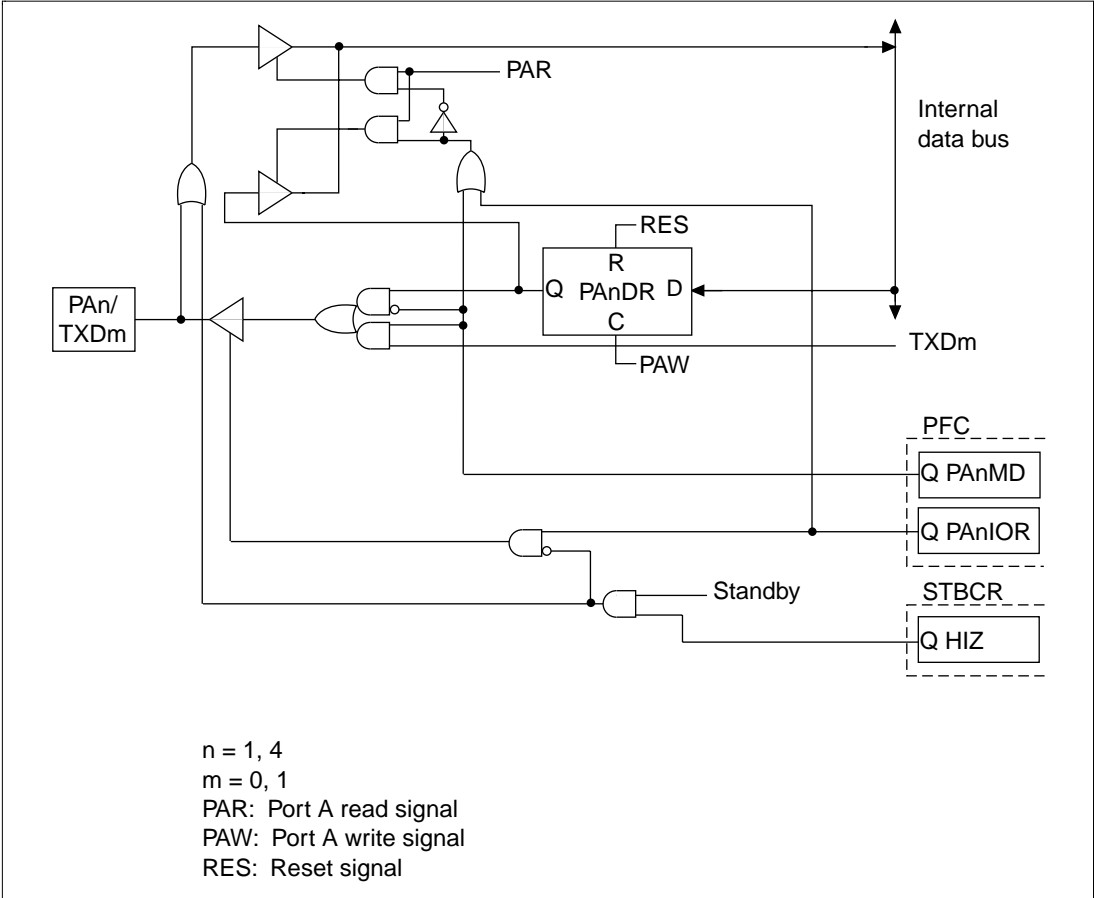 PAR
Internal
data bus
RES
R
Q PAnDR D
C
PAn/
TXDm
TXDm
PAW
PFC
Q PAnMD
Q PAnIOR
Standby
STBCR
Q HIZ
n = 1, 4
m = 0, 1
PAR: Port A read signal
PAW: Port A write signal
RES: Reset signal